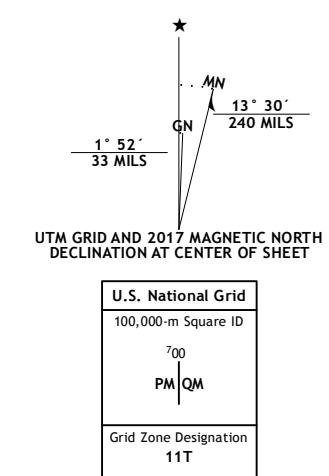 ★
MN
GN
13° 30´
240 MILS
1° 52´
33 MILS
UTM GRID AND 2017 MAGNETIC NORTH
DECLINATION AT CENTER OF SHEET
U.S. National Grid
100,000-m Square ID
⁷00
PM QM
Grid Zone Designation
11T